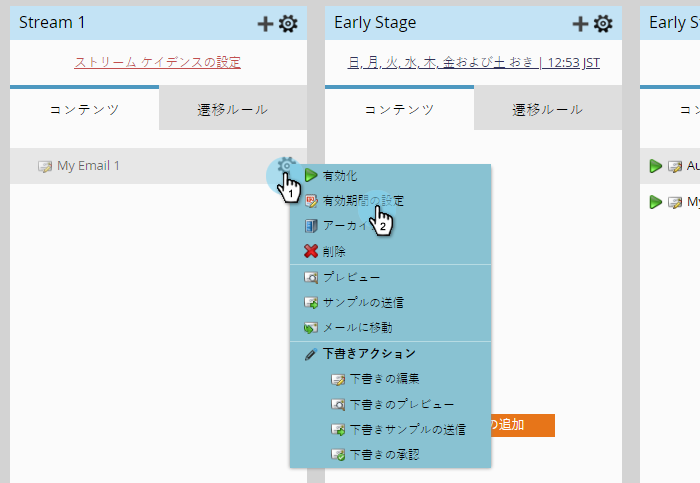 Stream 1
ストリーム ケイデンスの設定
コンテンツ
遷移ルール
My Email 1
1
有効化
有効期間の設定
2
アーカイ
削除
プレビュー
サンプルの送信
メールに移動
下書きアクション
下書きの編集
下書きのプレビュー
下書きサンプルの送信
下書きの承認
Early Stage
日, 月, 火, 水, 木, 金および土 おき | 12:53 JST
コンテンツ
遷移ルール
の追加
Early S
コン
Au
My